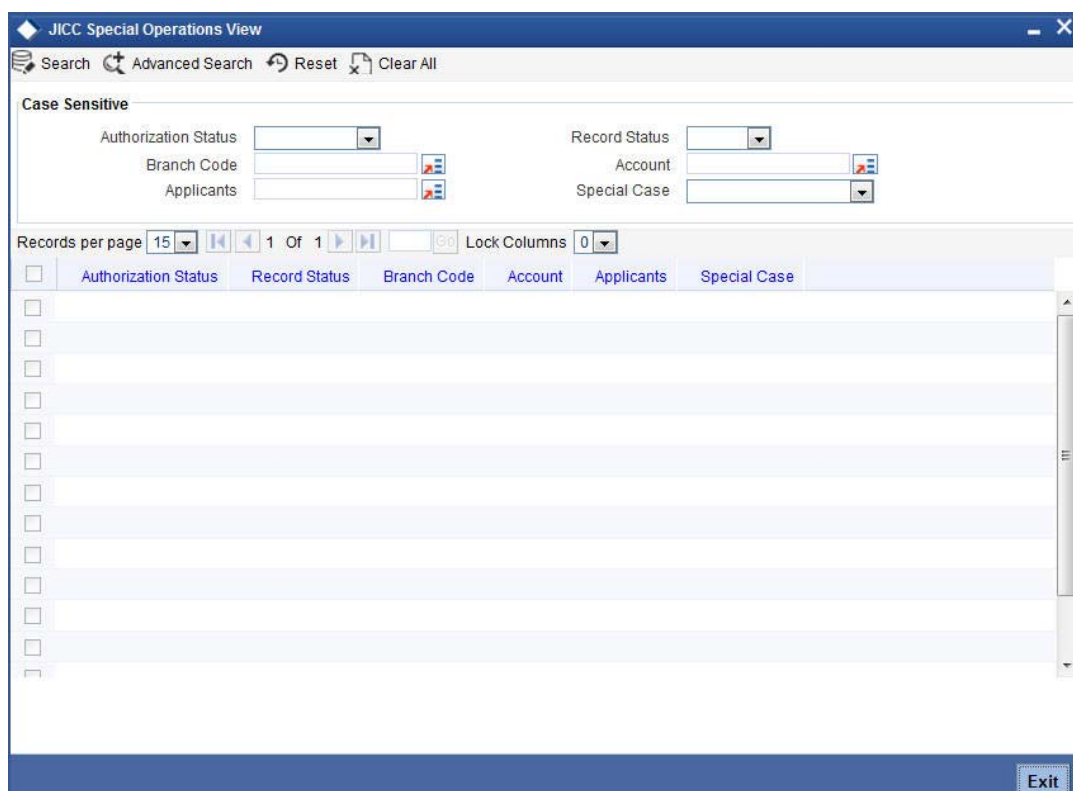 JICC Special Operations View
Search Advanced Search Reset Clear All
Case Sensitive
Authorization Status Record Status
Branch Code Account
Applicants Special Case
Records per page 15 1 Of 1 Go Lock Columns 0
Authorization Status Record Status Branch Code Account Applicants Special Case
Exit